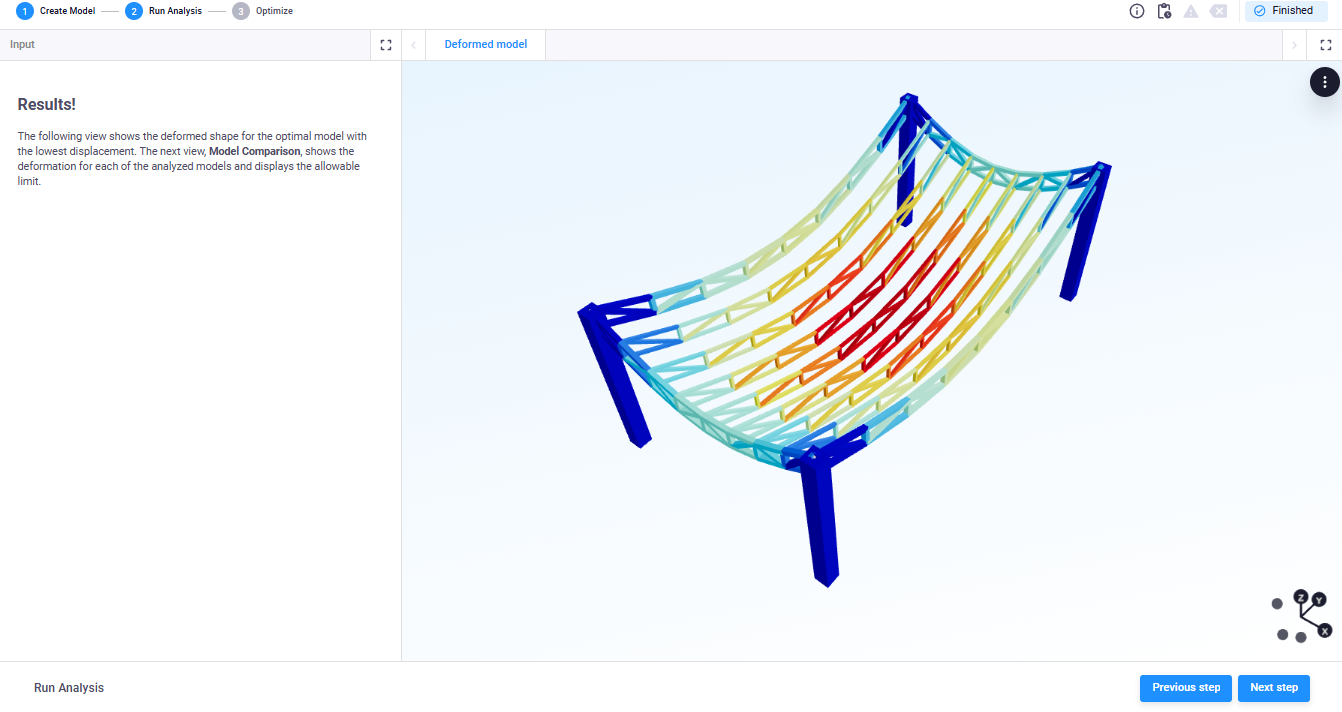 1 Create Model 2 Run Analysis 3 Optimize Finished
Input Deformed model
Results!
The following view shows the deformed shape for the optimal model with
the lowest displacement. The next view, Model Comparison, shows the
deformation for each of the analyzed models and displays the allowable
limit.
Z Y
X
Run Analysis Previous step Next step